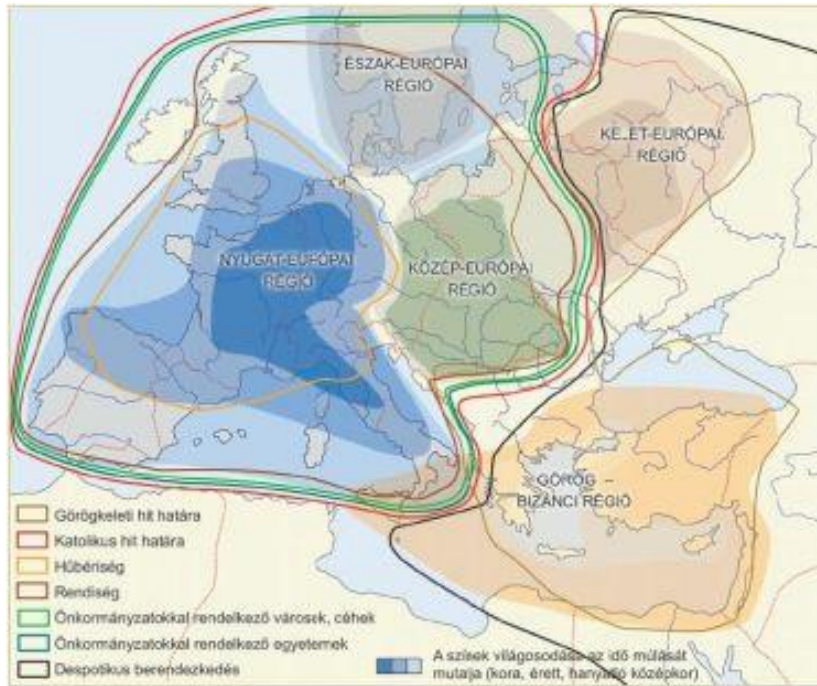 ÉSZAK-EURÓPAI
RÉGIÓ
KELET-EURÓPAI
RÉGIÓ
NYUGAT-EURÓPAI
RÉGIÓ
KÖZÉP-EURÓPAI
RÉGIÓ
GÖRÖG –
BIZÁNCI RÉGIÓ
Görögkeleti hit határa
Katolikus hit határa
Hűbériség
Rendiség
Önkormányzatokkal rendelkező városek, céhek
Önkormányzatokkal rendelkező egyetemek
Despotikus berendezkedés
A színek világosodása az idő múlását
mutatja (kora, érett, hanyatló középkor)